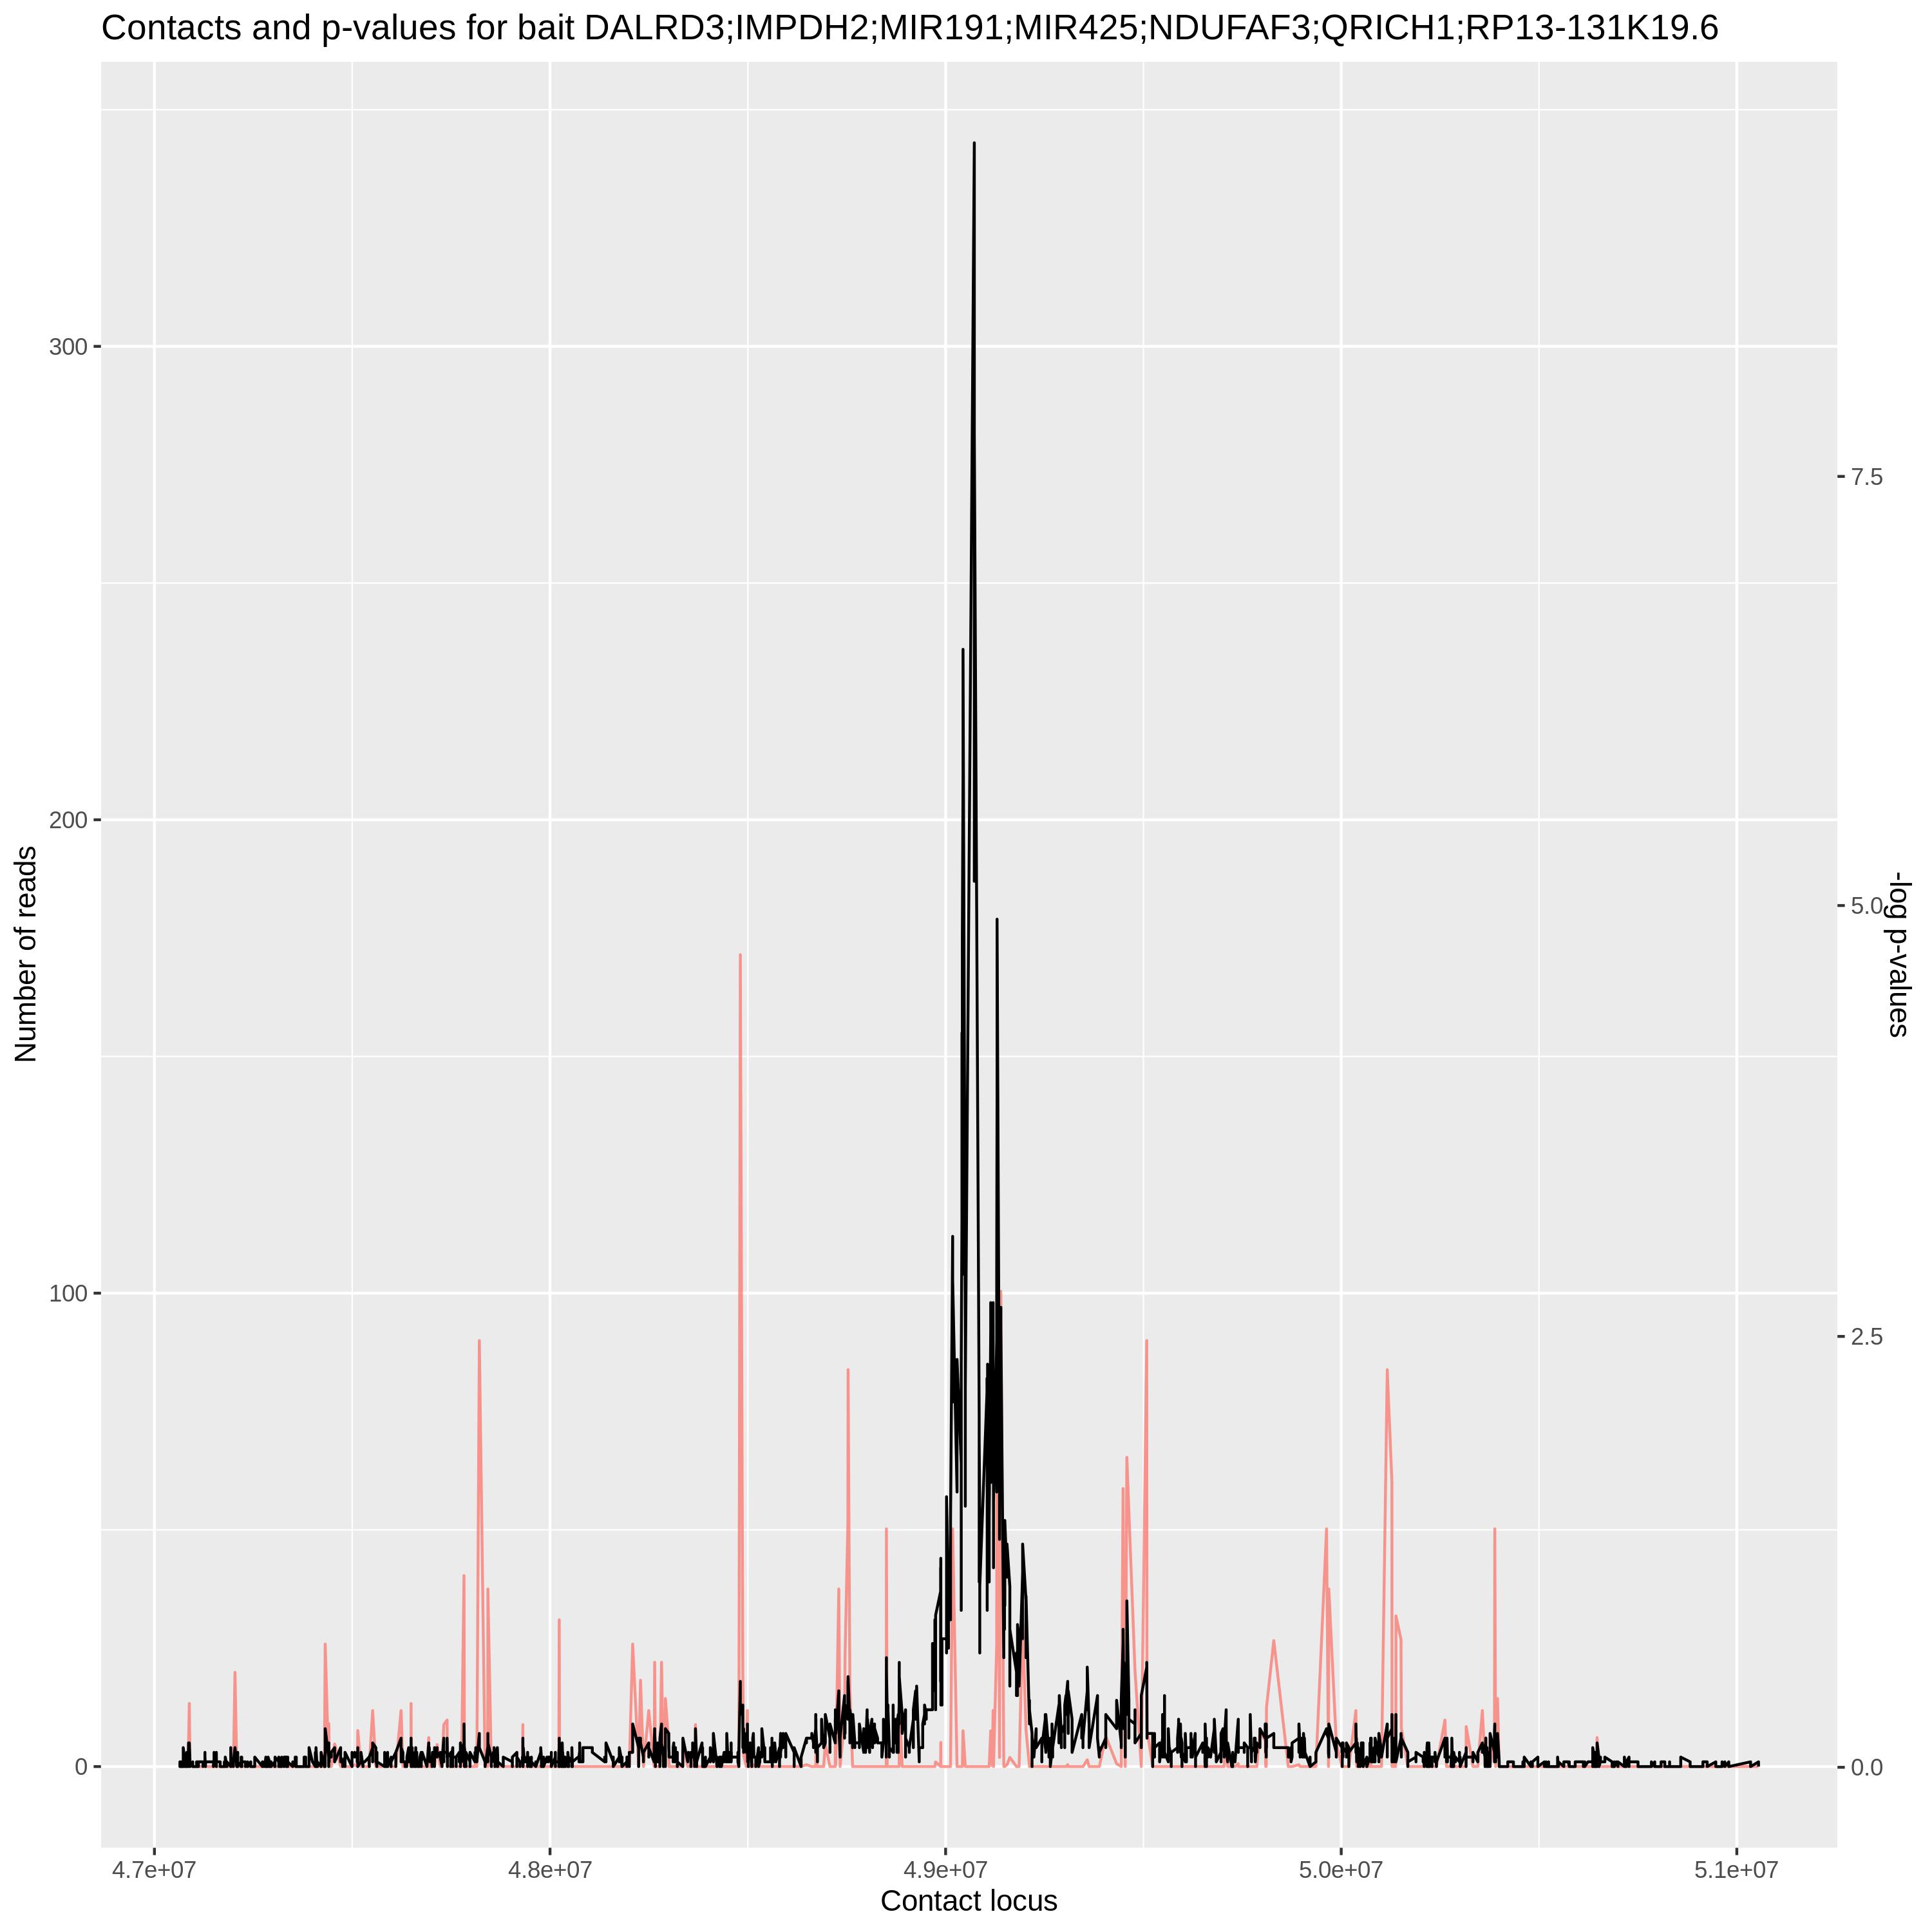 Contacts and p-values for bait DALRD3;IMPDH2;MIR191;MIR425;NDUFAF3;QRICH1;RP13-131K19.6
300
200
100
0
Number of reads
7.5
5.0
2.5
0.0
-log p-values
4.7e+07 4.8e+07 4.9e+07 5.0e+07 5.1e+07
Contact locus